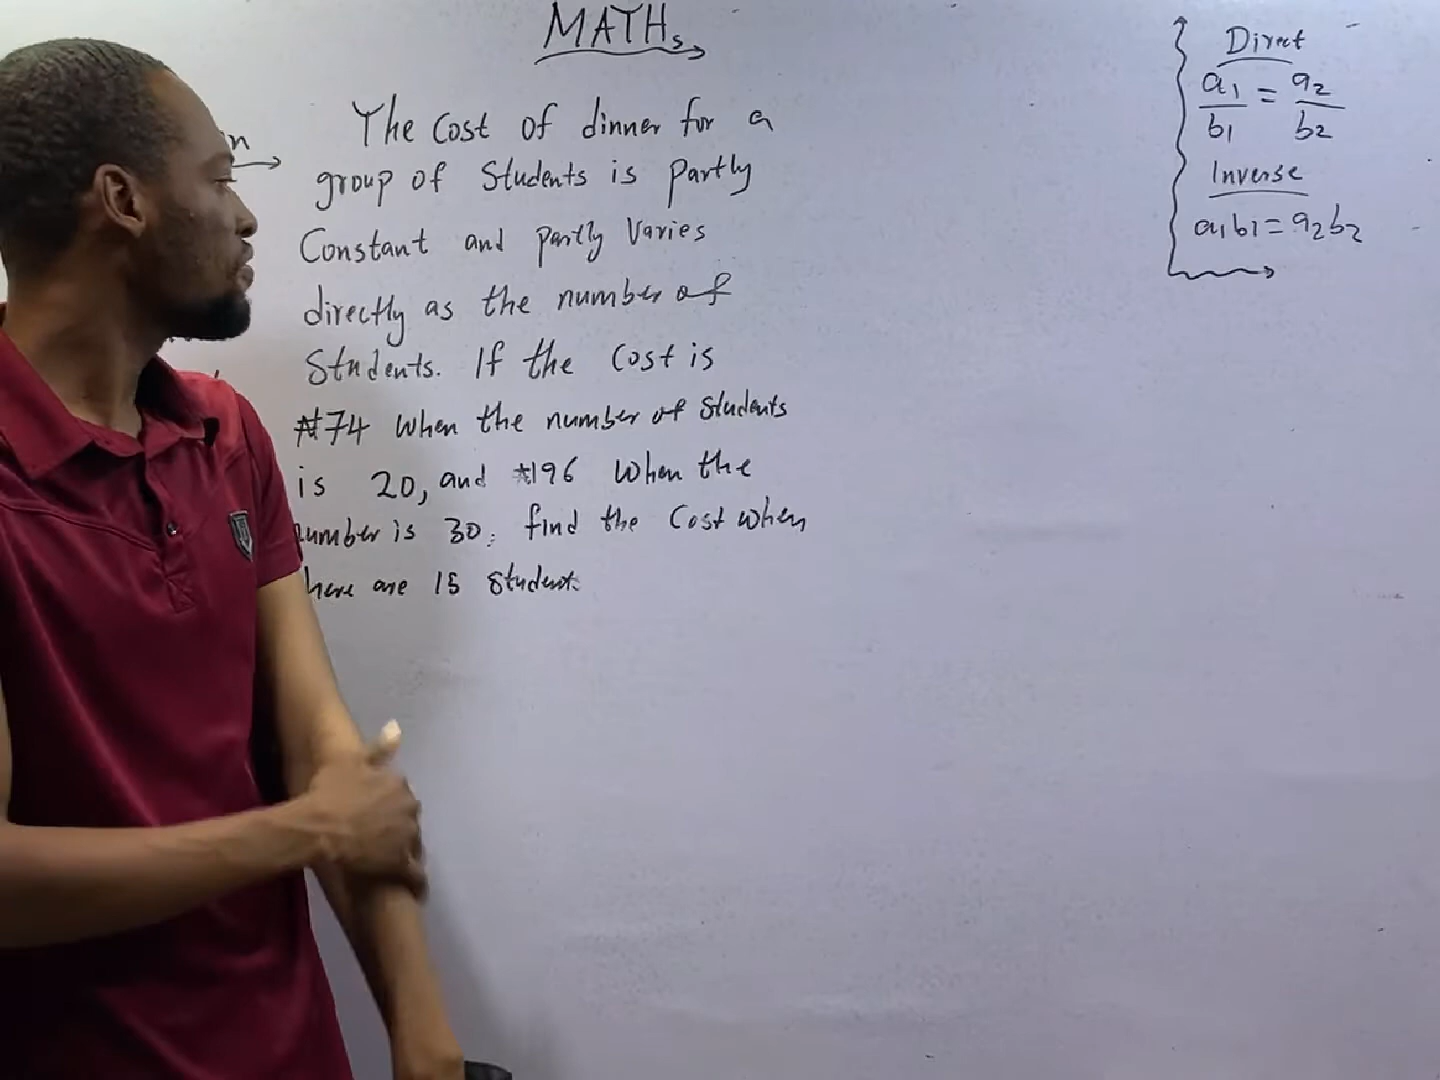 MATHs
The Cost of dinner for a
group of Students is Partly
Constant and partly Varies
directly as the number of
Students. If the Cost is
₦74 when the number of students
is 20, and ₦196 when the
umber is 30; find the Cost when
here are 15 students
Direct
a1/b1 = a2/b2
Inverse
a1b1 = a2b2